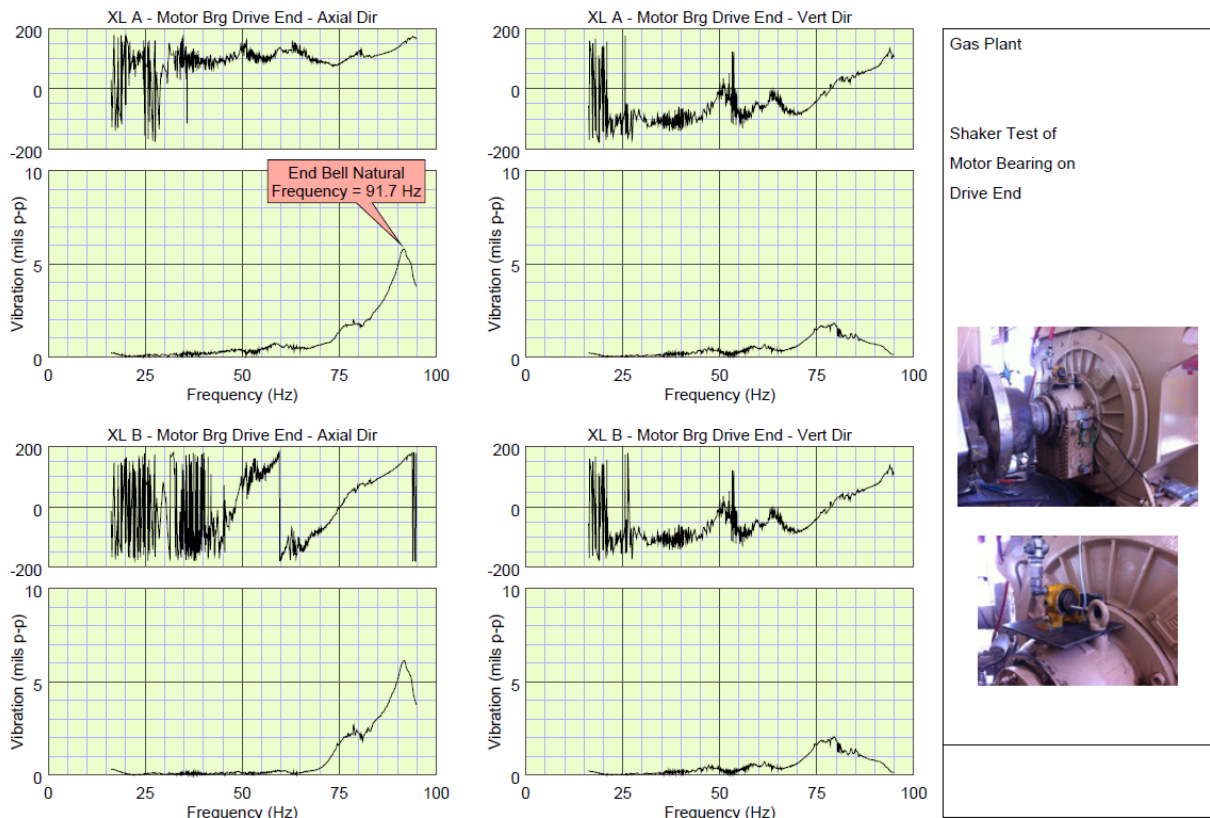 XL A - Motor Brg Drive End - Axial Dir
200
0
-200
End Bell Natural
Frequency = 91.7 Hz
10
5
0
Vibration (mils p-p)
0 25 50 75 100
Frequency (Hz)
XL A - Motor Brg Drive End - Vert Dir
200
0
-200
10
5
0
Vibration (mils p-p)
0 25 50 75 100
Frequency (Hz)
XL B - Motor Brg Drive End - Axial Dir
200
0
-200
10
5
0
Vibration (mils p-p)
0 25 50 75 100
Frequency (Hz)
XL B - Motor Brg Drive End - Vert Dir
200
0
-200
10
5
0
Vibration (mils p-p)
0 25 50 75 100
Frequency (Hz)
Gas Plant
Shaker Test of
Motor Bearing on
Drive End